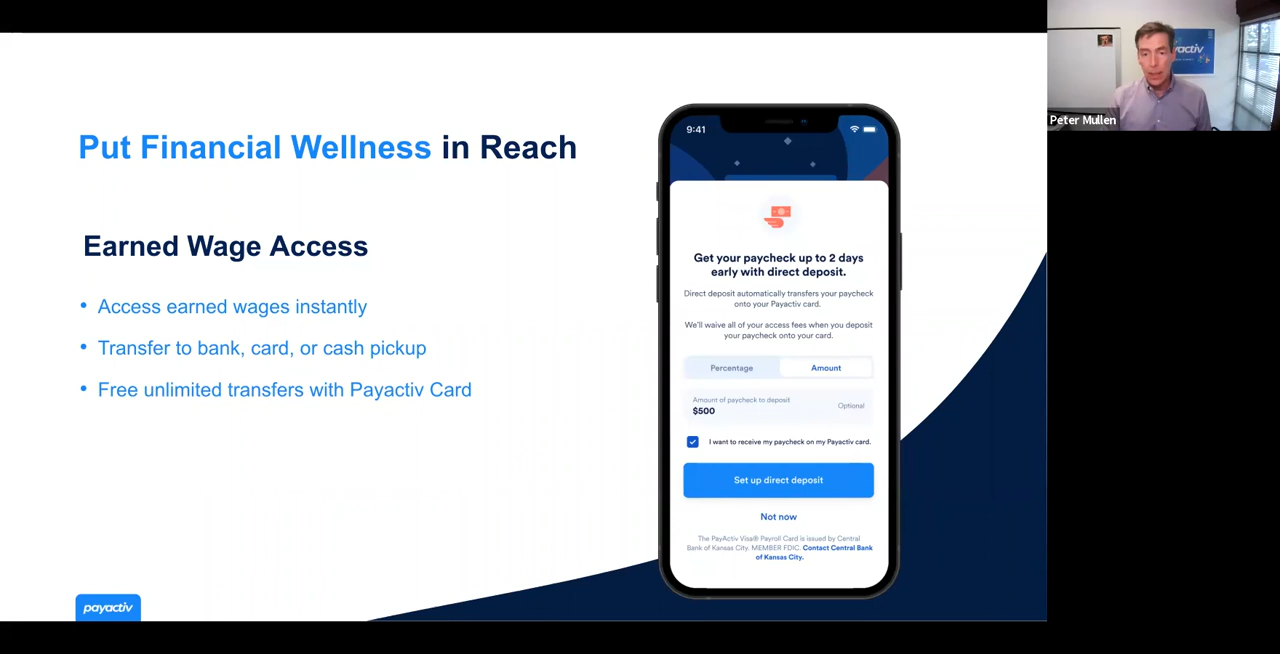 Put Financial Wellness in Reach
Earned Wage Access
• Access earned wages instantly
• Transfer to bank, card, or cash pickup
• Free unlimited transfers with Payactiv Card
payactiv
9:41
Get your paycheck up to 2 days
early with direct deposit.
Direct deposit automatically transfers your paycheck
onto your Payactiv card.
We'll waive all of your access fees when you deposit
your paycheck onto your card.
Percentage Amount
Amount of paycheck to deposit
$500 Optional
I want to receive my paycheck on my Payactiv card.
Set up direct deposit
Not now
The PayActiv Visa® Payroll Card is issued by Central
Bank of Kansas City. MEMBER FDIC. Contact Central Bank
of Kansas City.
Peter Mullen